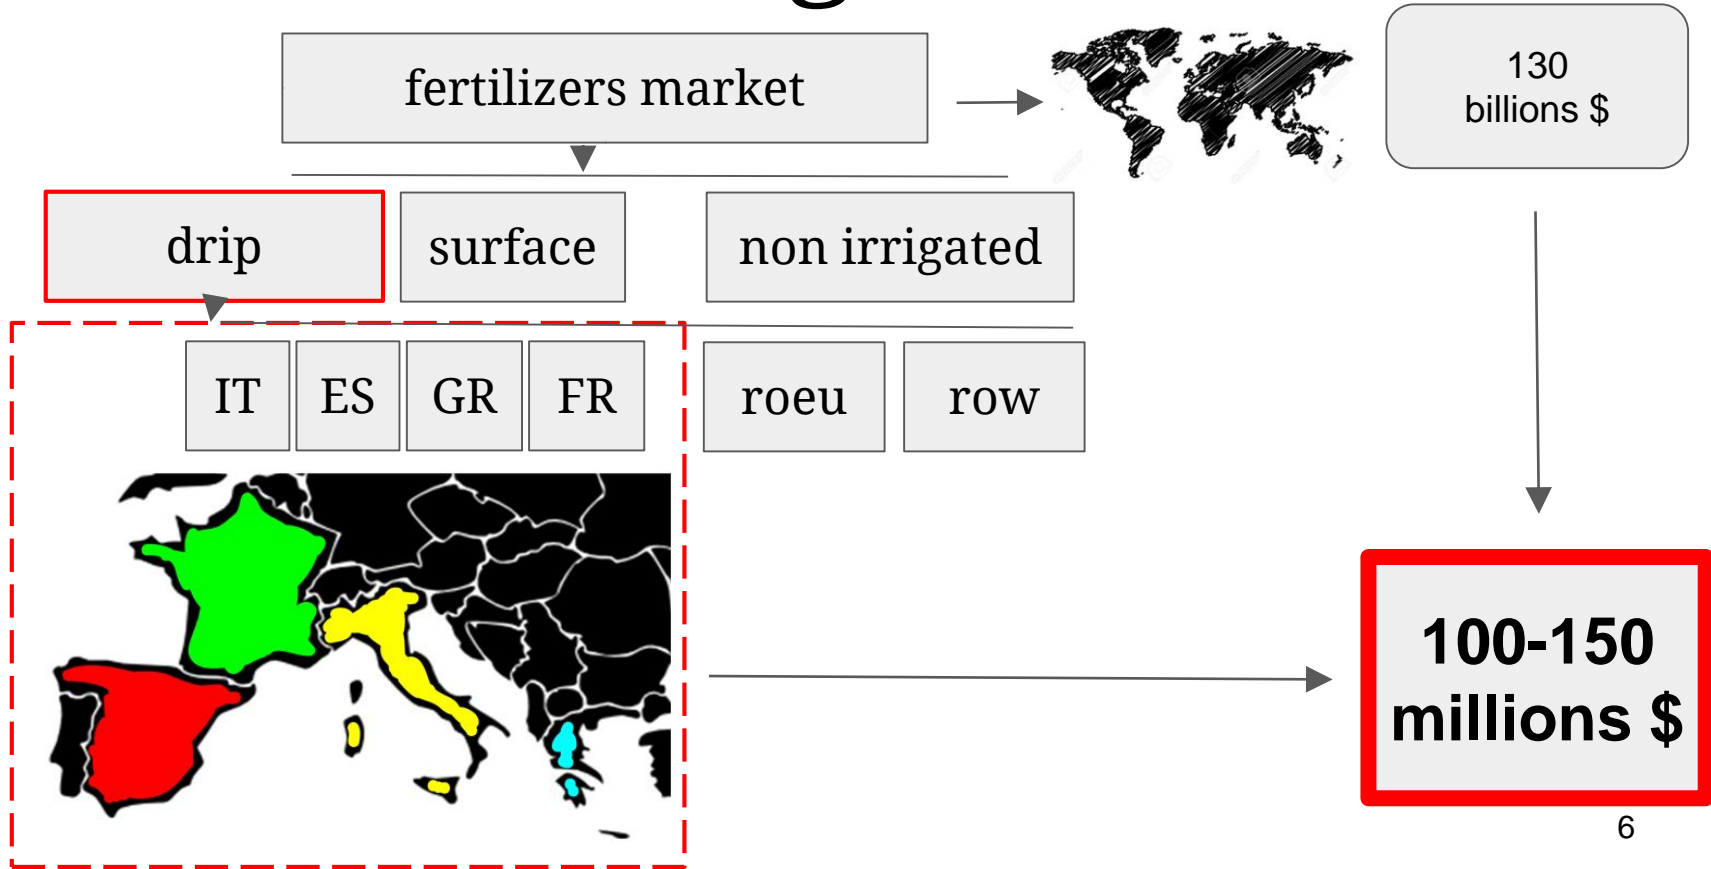 fertilizers market
130
billions $
drip
surface
non irrigated
IT
ES
GR
FR
roeu
row
100-150
millions $
6